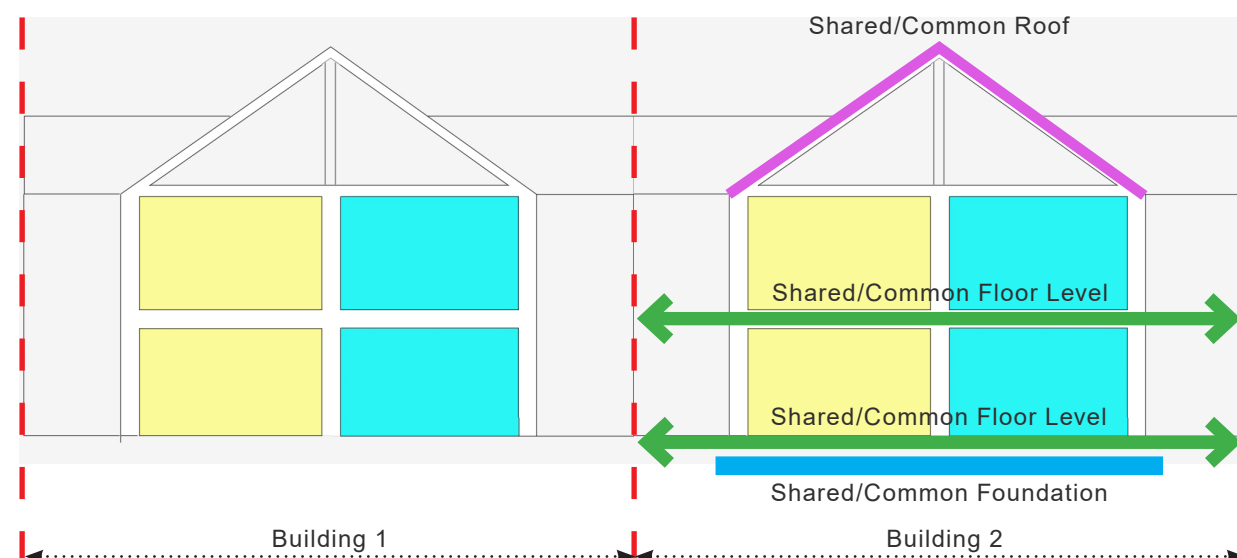 Shared/Common Roof
Shared/Common Floor Level
Shared/Common Floor Level
Shared/Common Foundation
Building 1
Building 2